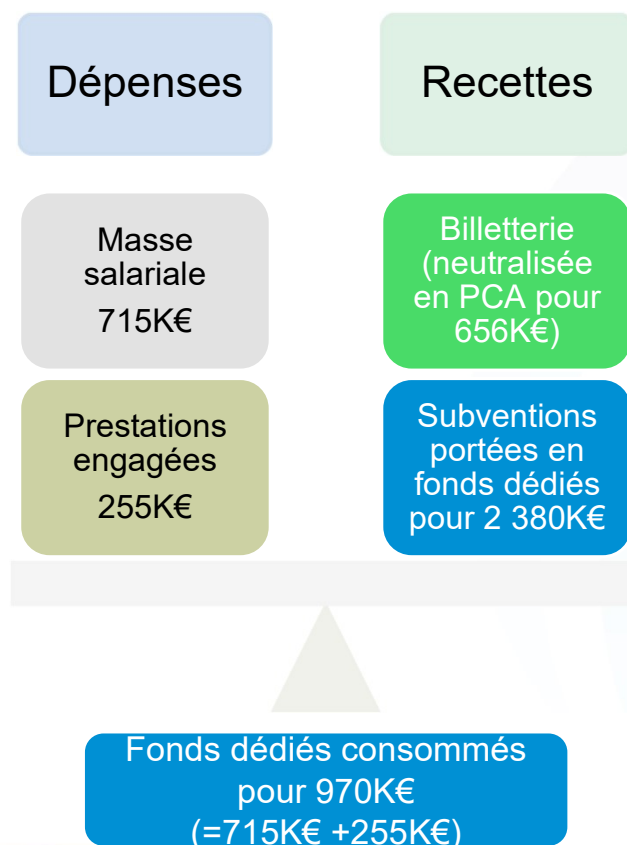 Dépenses
Recettes
Masse
salariale
715K€
Billetterie
(neutralisée
en PCA pour
656K€)
Prestations
engagées
255K€
Subventions
portées en
fonds dédiés
pour 2 380K€
Fonds dédiés consommés
pour 970K€
(=715K€ +255K€)